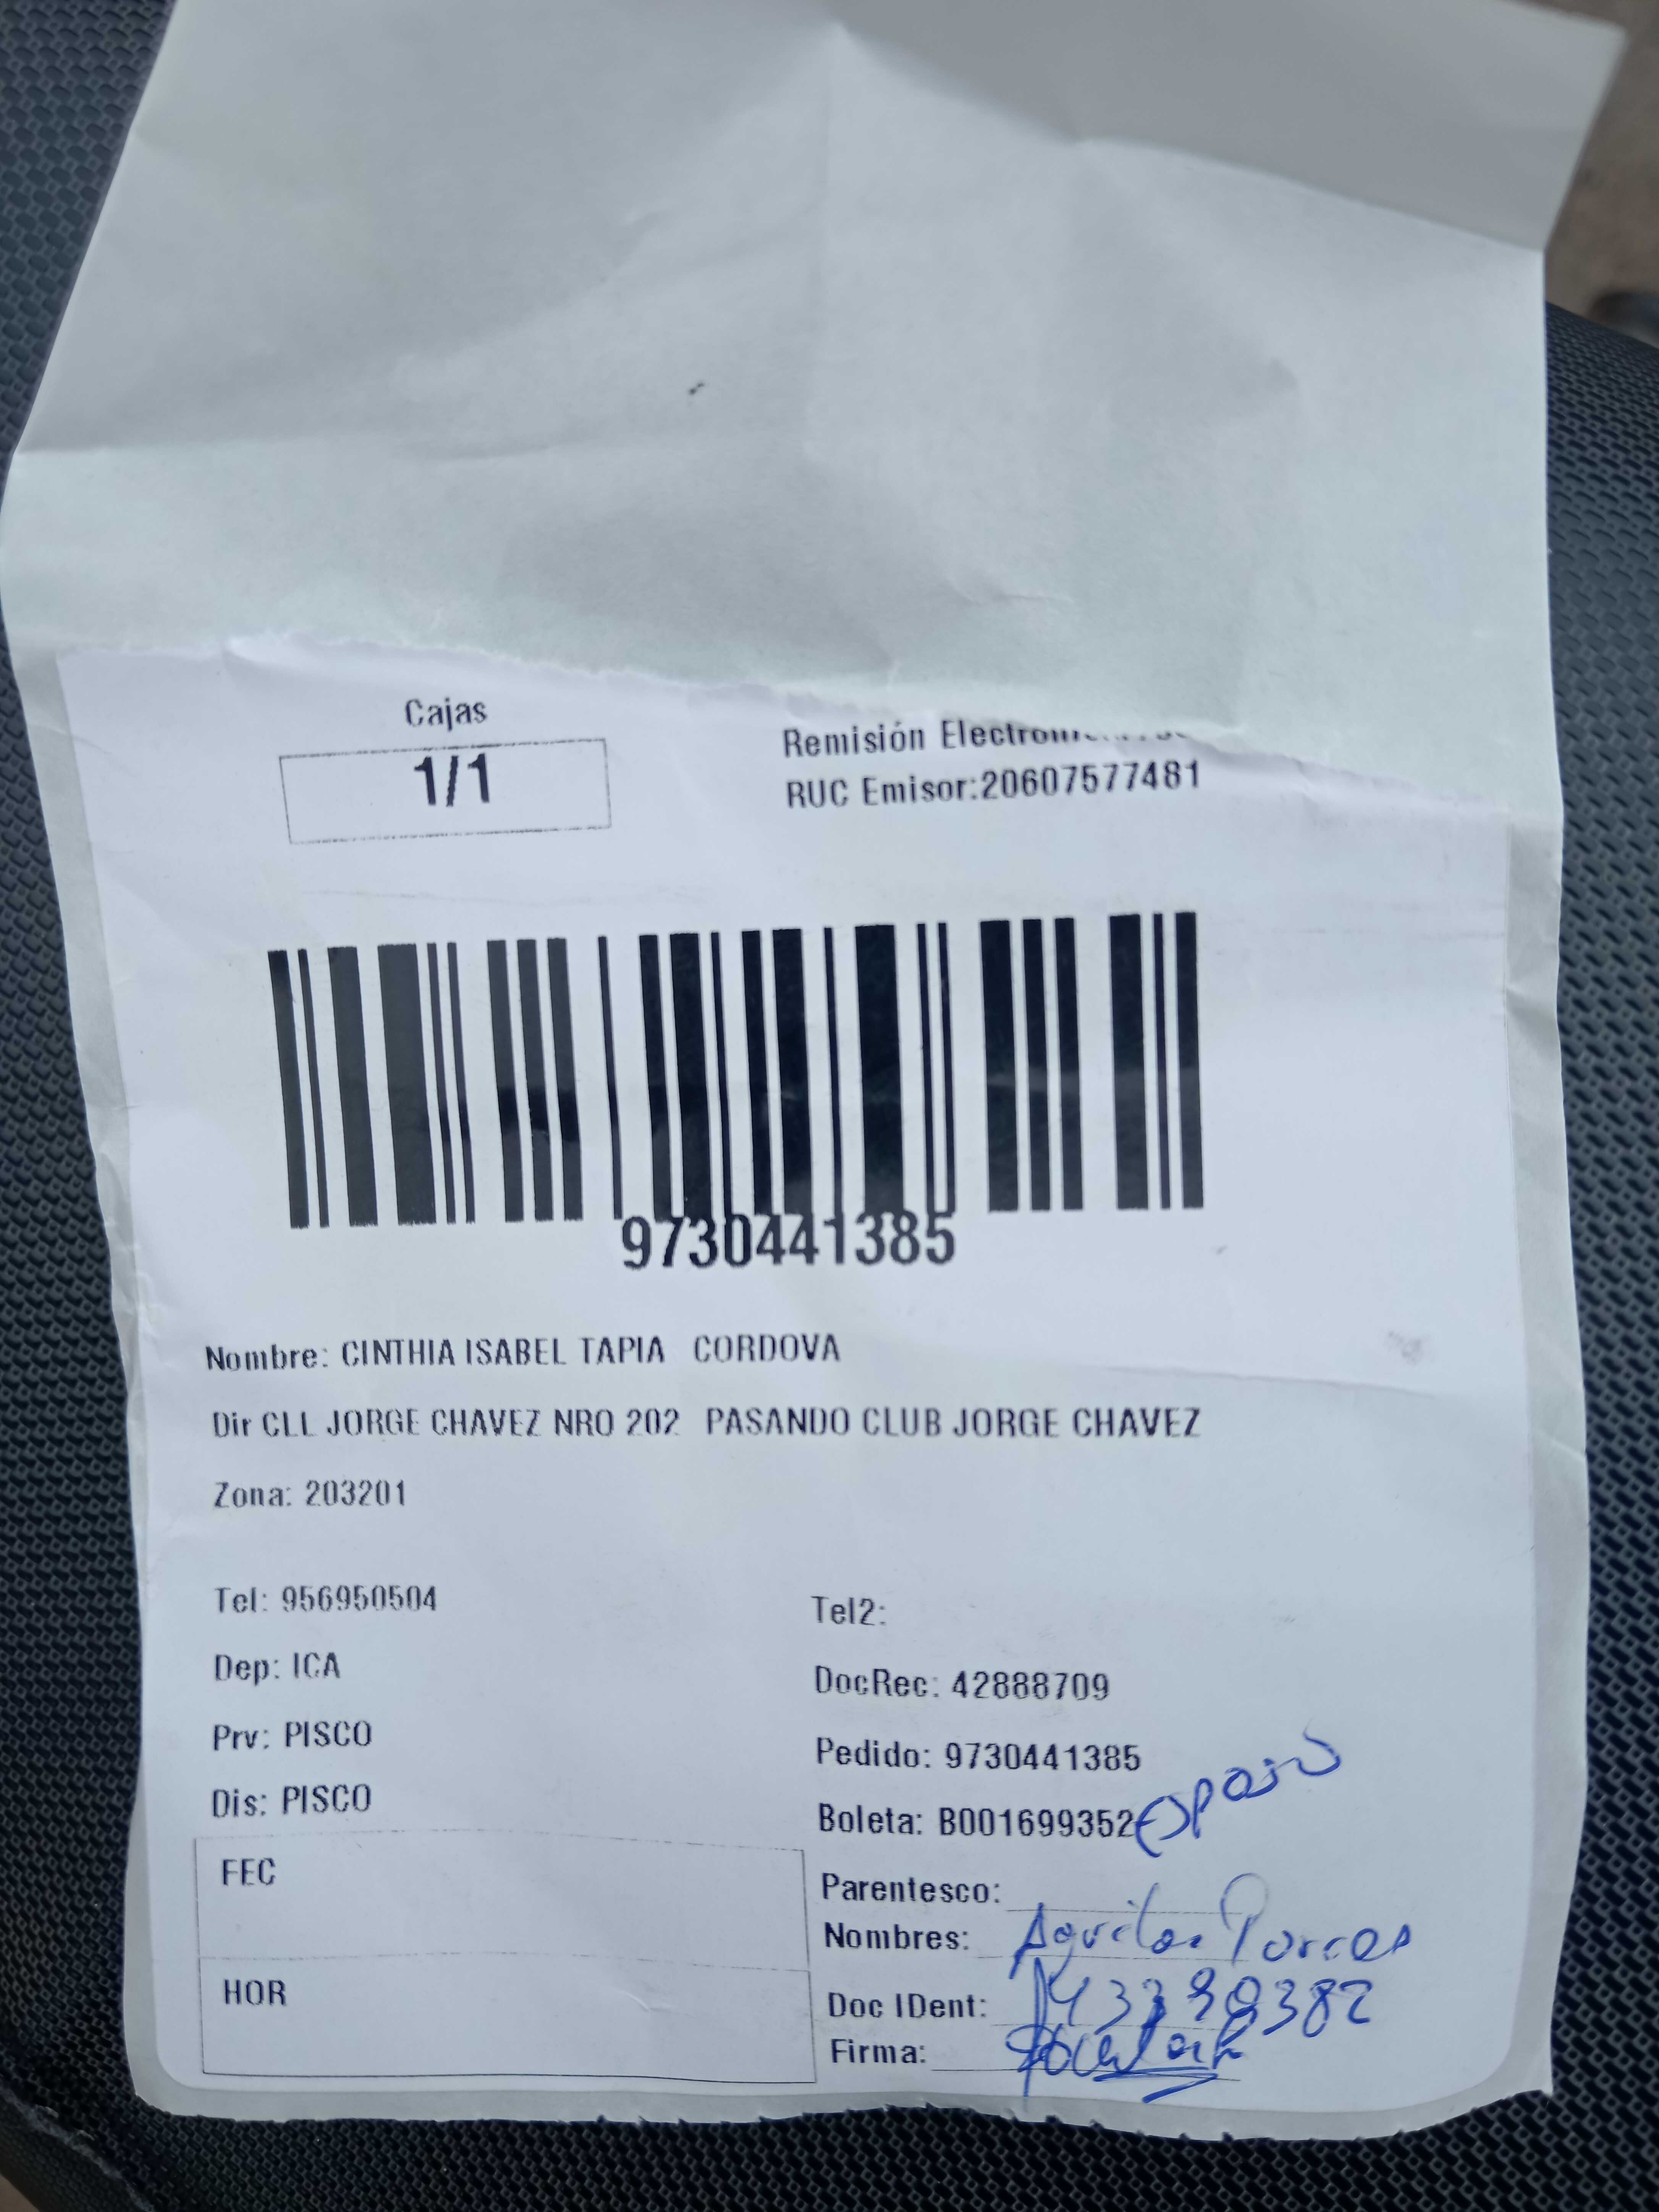 Cajas
1/1
Remisión
RUC Emisor:20607577481
9730441385
Nombre: CINTHIA ISABEL TAPIA CORDOVA
Dir CLL JORGE CHAVEZ NRO 202 PASANDO CLUB JORGE CHAVEZ
Zona: 203201
Tel: 956950504
Tel2:
Dep: ICA
DocRec: 42888709
Prv: PISCO
Pedido: 9730441385
Dis: PISCO
Boleta: B001699352
Esposo
FEC
Parentesco:
Nombres: Aguilar
HOR
Doc IDent:
Firma: